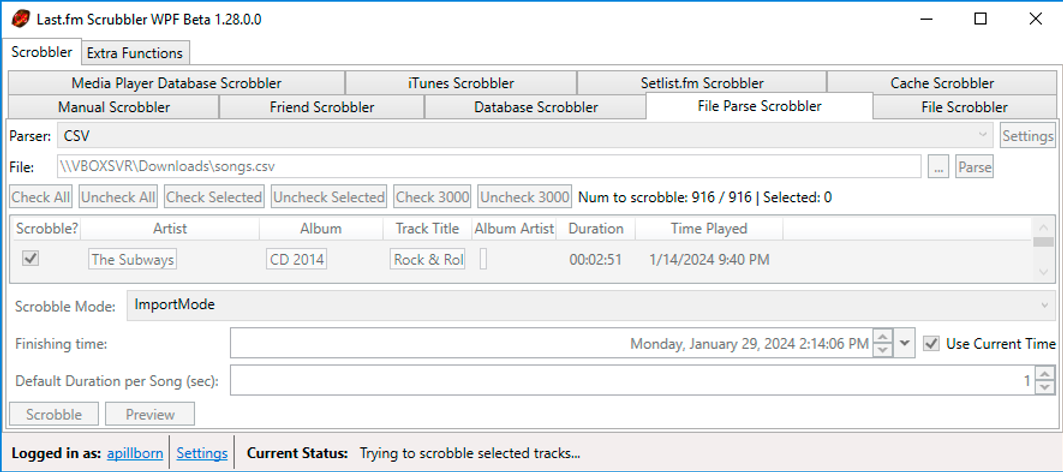 Last.fm Scrubbler WPF Beta 1.28.0.0
Scrobbler Extra Functions
Media Player Database Scrobbler iTunes Scrobbler Setlist.fm Scrobbler Cache Scrobbler
Manual Scrobbler Friend Scrobbler Database Scrobbler File Parse Scrobbler File Scrobbler
Parser: CSV Settings
File: \\VBOXSVR\Downloads\songs.csv ... Parse
Check All Uncheck All Check Selected Uncheck Selected Check 3000 Uncheck 3000 Num to scrobble: 916 / 916 | Selected: 0
Scrobble? Artist Album Track Title Album Artist Duration Time Played
The Subways CD 2014 Rock & Rol 00:02:51 1/14/2024 9:40 PM
Scrobble Mode: ImportMode
Finishing time: Monday, January 29, 2024 2:14:06 PM Use Current Time
Default Duration per Song (sec): 1
Scrobble Preview
Logged in as: apillborn Settings Current Status: Trying to scrobble selected tracks...